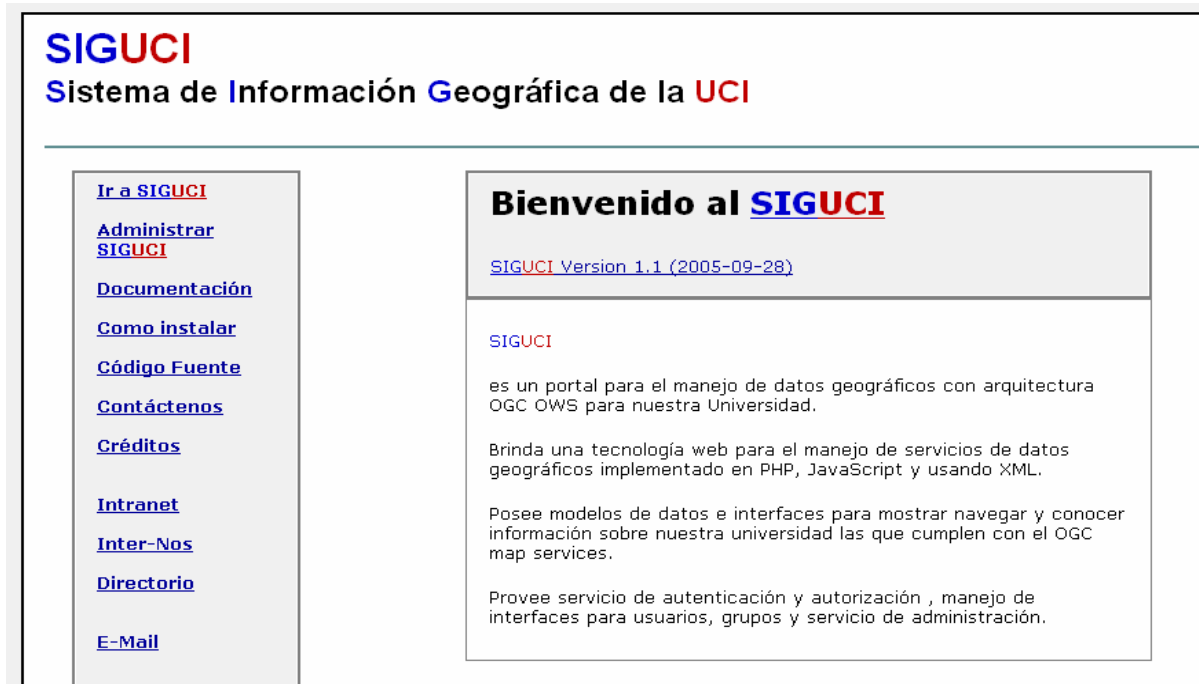 SIGUCI
Sistema de Información Geográfica de la UCI
Ir a SIGUCI
Administrar
SIGUCI
Documentación
Como instalar
Código Fuente
Contáctenos
Créditos
Intranet
Inter-Nos
Directorio
E-Mail
Bienvenido al SIGUCI
SIGUCI Version 1.1 (2005-09-28)
SIGUCI
es un portal para el manejo de datos geográficos con arquitectura
OGC OWS para nuestra Universidad.
Brinda una tecnología web para el manejo de servicios de datos
geográficos implementado en PHP, JavaScript y usando XML.
Posee modelos de datos e interfaces para mostrar navegar y conocer
información sobre nuestra universidad las que cumplen con el OGC
map services.
Provee servicio de autenticación y autorización , manejo de
interfaces para usuarios, grupos y servicio de administración.